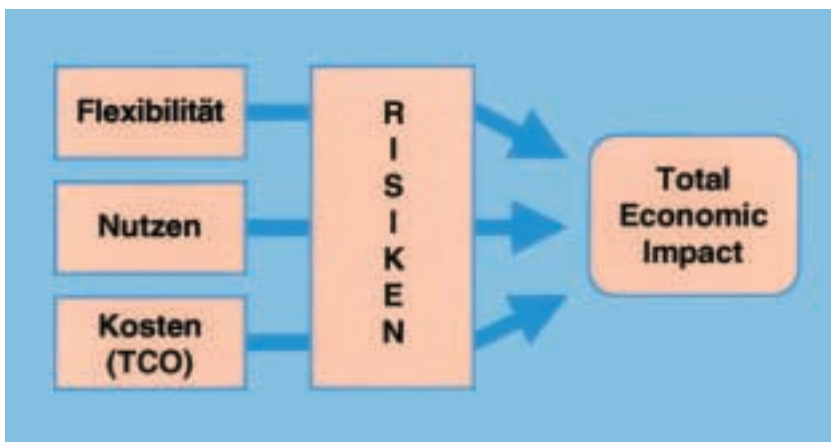 Flexibilität
Nutzen
Kosten
(TCO)
R
I
S
I
K
E
N
Total
Economic
Impact